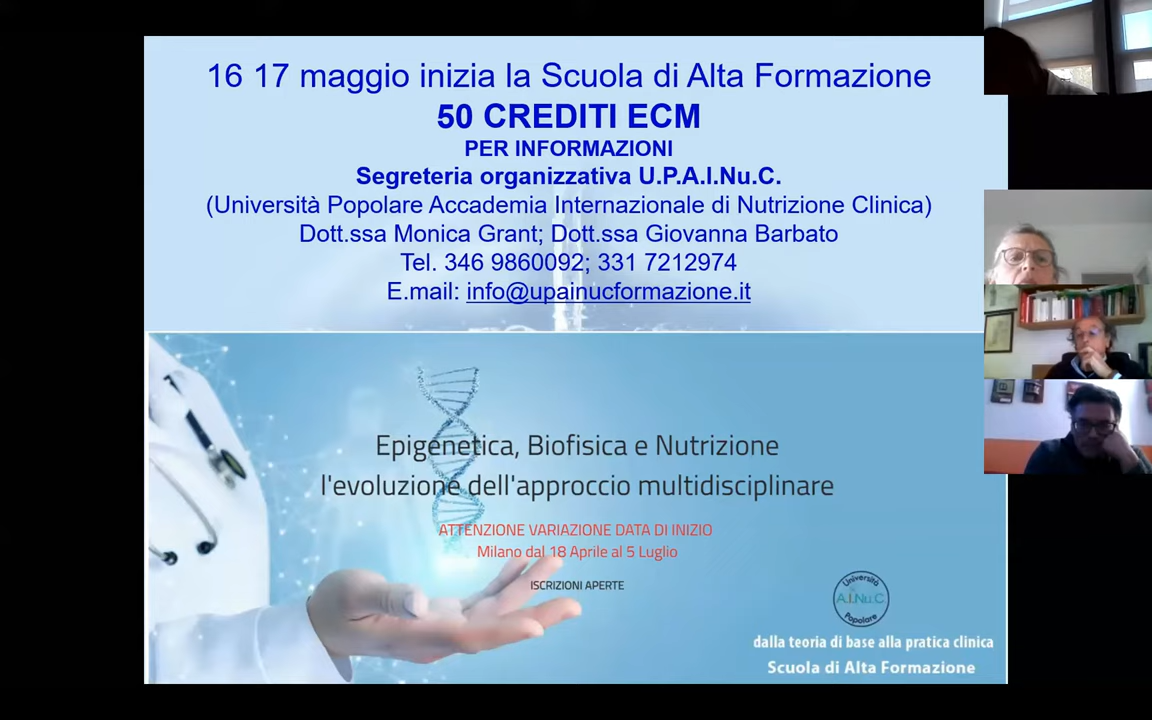 16 17 maggio inizia la Scuola di Alta Formazione
50 CREDITI ECM
PER INFORMAZIONI
Segreteria organizzativa U.P.A.I.Nu.C.
(Università Popolare Accademia Internazionale di Nutrizione Clinica)
Dott.ssa Monica Grant; Dott.ssa Giovanna Barbato
Tel. 346 9860092; 331 7212974
E.mail: info@upainucformazione.it
Epigenetica, Biofisica e Nutrizione
l'evoluzione dell'approccio multidisciplinare
ATTENZIONE VARIAZIONE DATA DI INIZIO
Milano dal 18 Aprile al 5 Luglio
ISCRIZIONI APERTE
Università
A.I.Nu.C
Popolare
dalla teoria di base alla pratica clinica
Scuola di Alta Formazione